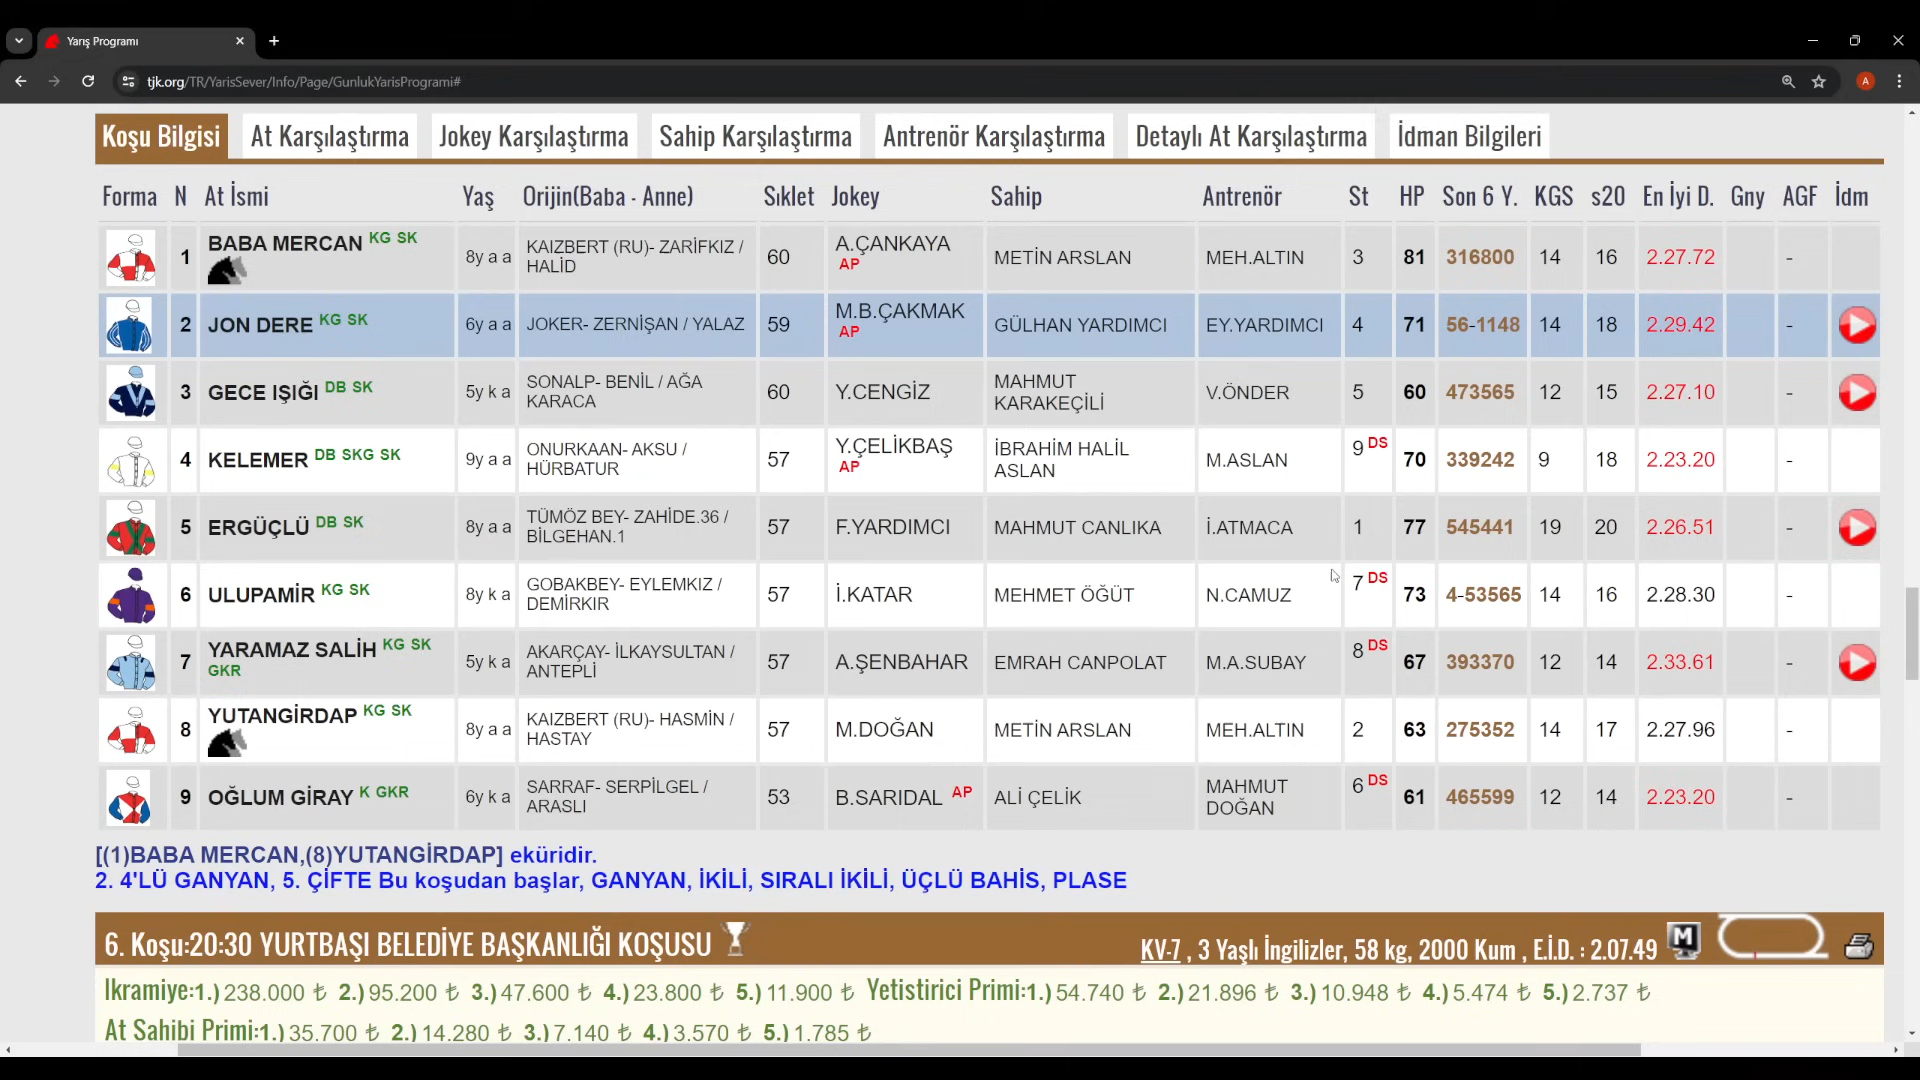 Yarış Programı
tjk.org/TR/YarisSever/Info/Page/GunlukYarisProgrami#
A
Koşu Bilgisi At Karşılaştırma Jokey Karşılaştırma Sahip Karşılaştırma Antrenör Karşılaştırma Detaylı At Karşılaştırma İdman Bilgileri
Forma N At İsmi Yaş Orijin(Baba - Anne) Sıklet Jokey Sahip Antrenör St HP Son 6 Y. KGS s20 En İyi D. Gny AGF İdm
1 BABA MERCAN KG SK 8y a a KAIZBERT (RU)- ZARİFKIZ / HALİD 60 A.ÇANKAYA AP METİN ARSLAN MEH.ALTIN 3 81 316800 14 16 2.27.72 -
2 JON DERE KG SK 6y a a JOKER- ZERNİŞAN / YALAZ 59 M.B.ÇAKMAK AP GÜLHAN YARDIMCI EY.YARDIMCI 4 71 56-1148 14 18 2.29.42 -
3 GECE IŞIĞI DB SK 5y k a SONALP- BENİL / AĞA KARACA 60 Y.CENGİZ MAHMUT KARAKEÇİLİ V.ÖNDER 5 60 473565 12 15 2.27.10 -
4 KELEMER DB SKG SK 9y a a ONURKAAN- AKSU / HÜRBATUR 57 Y.ÇELİKBAŞ AP İBRAHİM HALİL ASLAN M.ASLAN 9 DS 70 339242 9 18 2.23.20 -
5 ERGÜÇLÜ DB SK 8y a a TÜMÖZ BEY- ZAHİDE.36 / BİLGEHAN.1 57 F.YARDIMCI MAHMUT CANLIKA İ.ATMACA 1 77 545441 19 20 2.26.51 -
6 ULUPAMİR KG SK 8y k a GOBAKBEY- EYLEMKIZ / DEMİRKIR 57 İ.KATAR MEHMET ÖĞÜT N.CAMUZ 7 DS 73 4-53565 14 16 2.28.30 -
7 YARAMAZ SALİH KG SK GKR 5y k a AKARÇAY- İLKAYSULTAN / ANTEPLİ 57 A.ŞENBAHAR EMRAH CANPOLAT M.A.SUBAY 8 DS 67 393370 12 14 2.33.61 -
8 YUTANGİRDAP KG SK 8y a a KAIZBERT (RU)- HASMİN / HASTAY 57 M.DOĞAN METİN ARSLAN MEH.ALTIN 2 63 275352 14 17 2.27.96 -
9 OĞLUM GİRAY K GKR 6y k a SARRAF- SERPİLGEL / ARASLI 53 B.SARIDAL AP ALİ ÇELİK MAHMUT DOĞAN 6 DS 61 465599 12 14 2.23.20 -
[(1)BABA MERCAN,(8)YUTANGİRDAP] eküridir.
2. 4'LÜ GANYAN, 5. ÇİFTE Bu koşudan başlar, GANYAN, İKİLİ, SIRALI İKİLİ, ÜÇLÜ BAHİS, PLASE
6. Koşu:20:30 YURTBAŞI BELEDİYE BAŞKANLIĞI KOŞUSU KV-7 , 3 Yaşlı İngilizler, 58 kg, 2000 Kum , E.İ.D. : 2.07.49 M
Ikramiye:1.)238.000 ₺ 2.)95.200 ₺ 3.)47.600 ₺ 4.)23.800 ₺ 5.)11.900 ₺ Yetistirici Primi:1.)54.740 ₺ 2.)21.896 ₺ 3.)10.948 ₺ 4.)5.474 ₺ 5.)2.737 ₺
At Sahibi Primi:1.)35.700 ₺ 2.)14.280 ₺ 3.)7.140 ₺ 4.)3.570 ₺ 5.)1.785 ₺